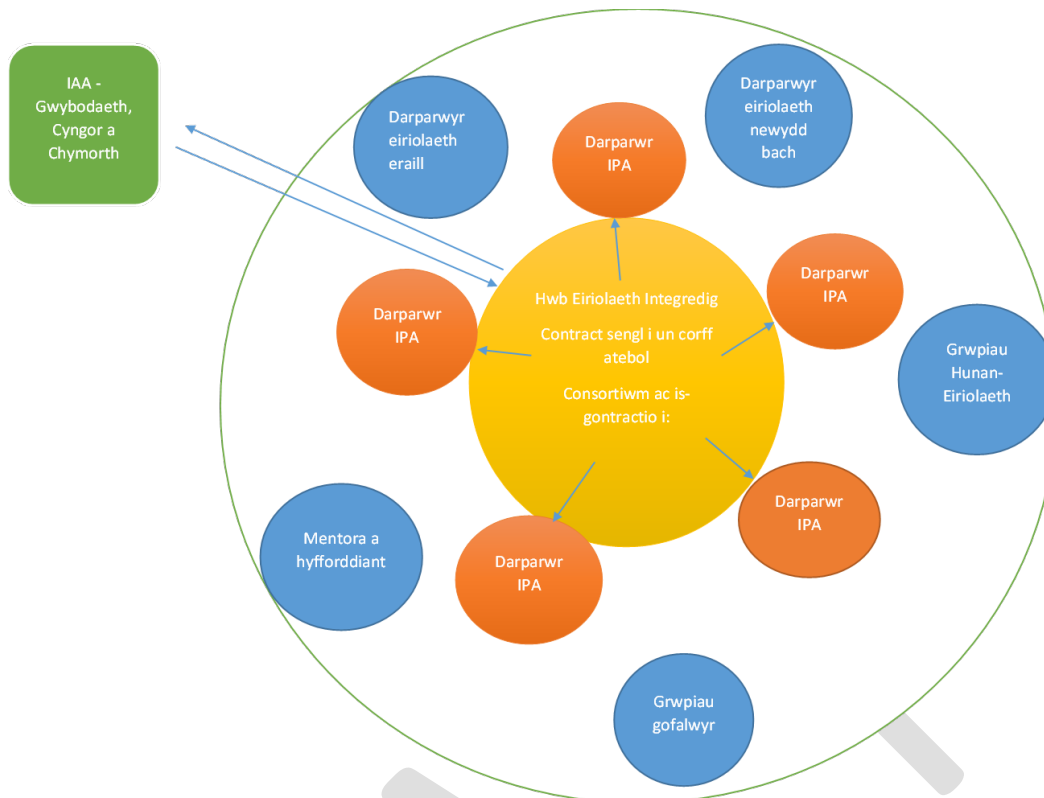 IAA -
Gwybodaeth,
Cyngor a
Chymorth
Darparwyr
eiriolaeth
eraill
Darparwr
IPA
Darparwyr
eiriolaeth
newydd
bach
Darparwr
IPA
Darparwr
IPA
Hwb Eiriolaeth Integredig
Contract sengl i un corff
atebol
Consortiwm ac is-
gontractio i:
Grwpiau
Hunan-
Eiriolaeth
Darparwr
IPA
Mentora a
hyfforddiant
Darparwr
IPA
Grwpiau
gofalwyr